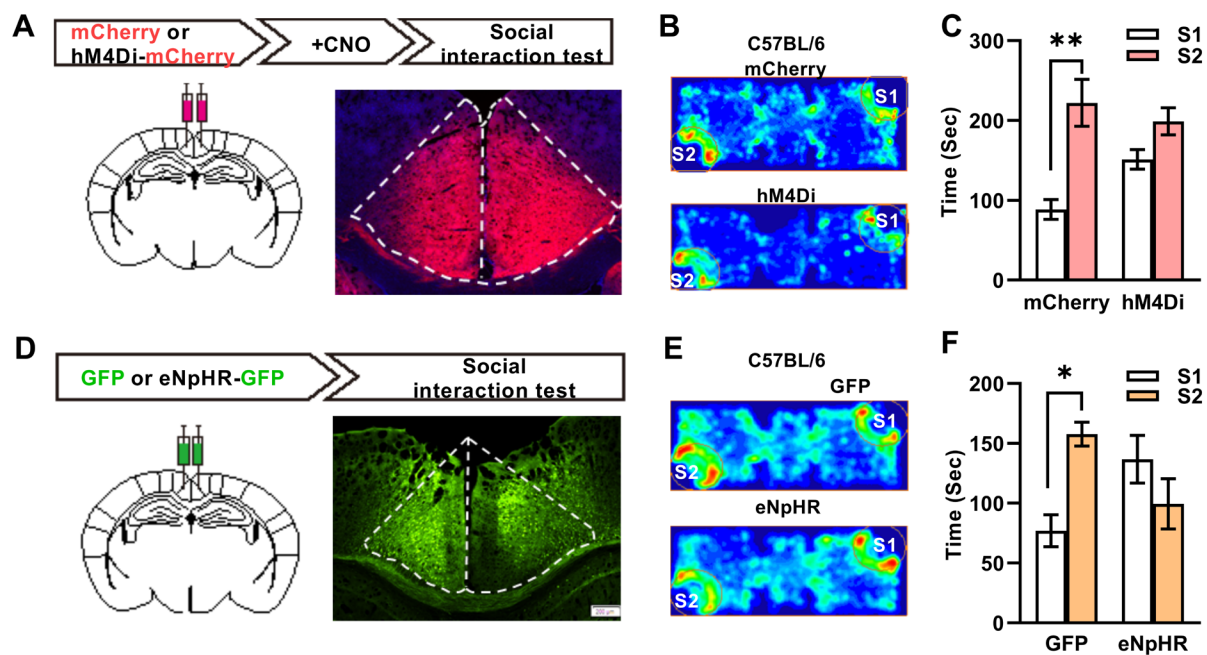 A
mCherry or
hM4Di-mCherry
+CNO
Social
interaction test
B
C57BL/6
mCherry
S1
S2
hM4Di
S1
S2
C
S1
S2
**
Time (Sec)
300
200
100
0
mCherry
hM4Di
D
GFP or eNpHR-GFP
Social
interaction test
200 μm
E
C57BL/6
GFP
S1
S2
eNpHR
S1
S2
F
S1
S2
*
Time (Sec)
200
150
100
50
0
GFP
eNpHR